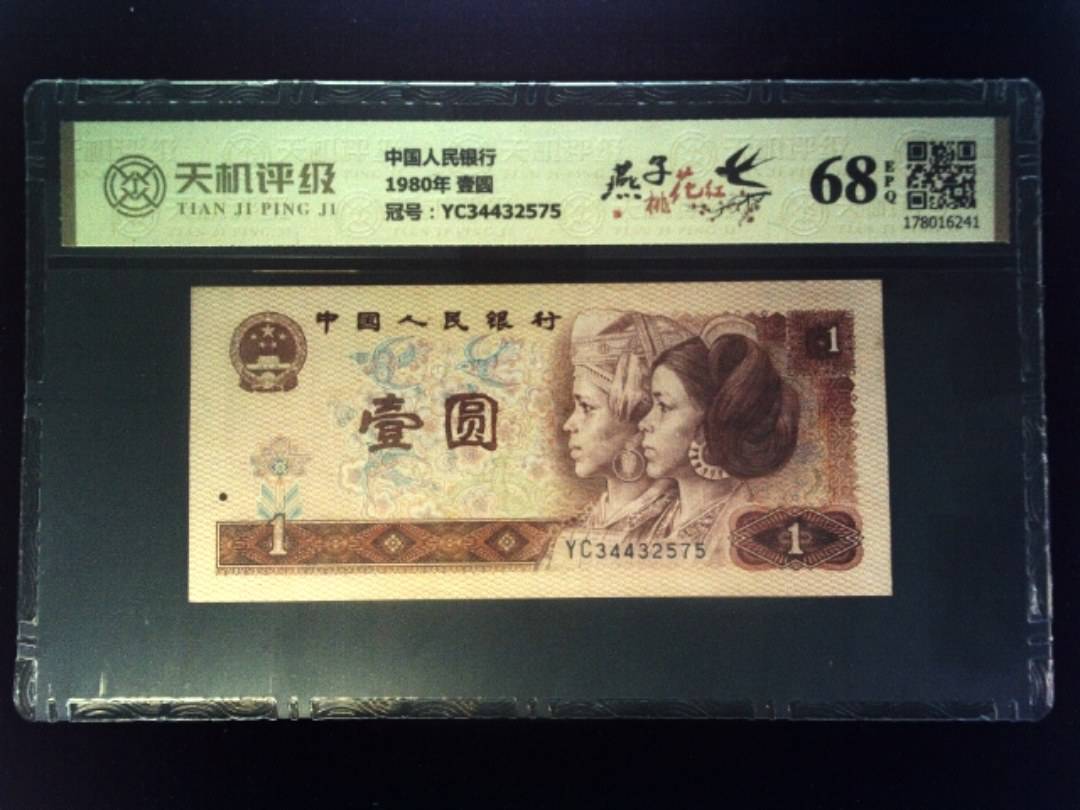 天机评级
TIAN JI PING JI
中国人民银行
1980年 壹圆
冠号：YC34432575
燕子
桃花红
68
EPQ
178016241
中国人民银行
壹圆
1
1
YC34432575
1